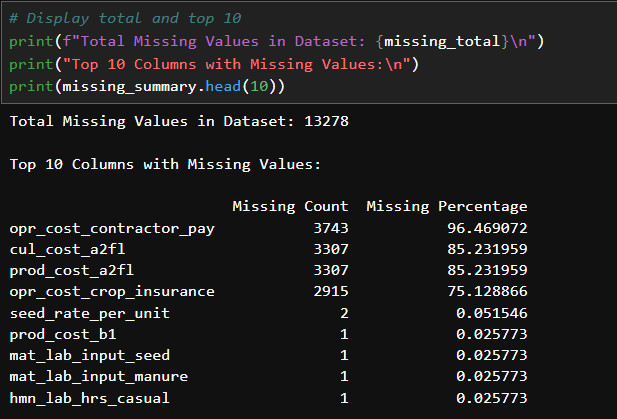 # Display total and top 10
print(f"Total Missing Values in Dataset: {missing_total}\n")
print("Top 10 Columns with Missing Values:\n")
print(missing_summary.head(10))
Total Missing Values in Dataset: 13278
Top 10 Columns with Missing Values:
Missing Count Missing Percentage
opr_cost_contractor_pay 3743 96.469072
cul_cost_a2fl 3307 85.231959
prod_cost_a2fl 3307 85.231959
opr_cost_crop_insurance 2915 75.128866
seed_rate_per_unit 2 0.051546
prod_cost_b1 1 0.025773
mat_lab_input_seed 1 0.025773
mat_lab_input_manure 1 0.025773
hmn_lab_hrs_casual 1 0.025773